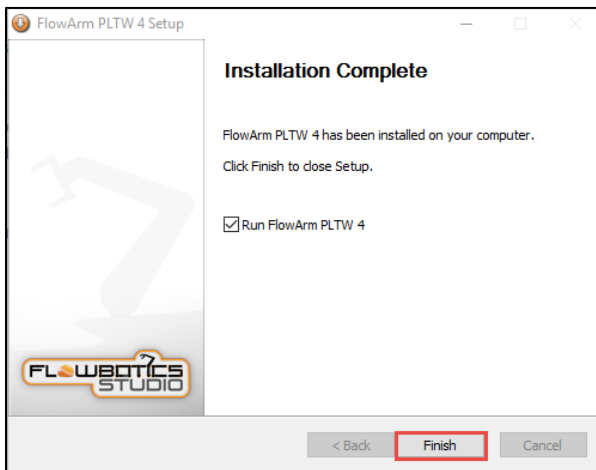 FlowArm PLTW 4 Setup
Installation Complete
FlowArm PLTW 4 has been installed on your computer.
Click Finish to close Setup.
Run FlowArm PLTW 4
FLOWBOTICS
STUDIO
< Back
Finish
Cancel